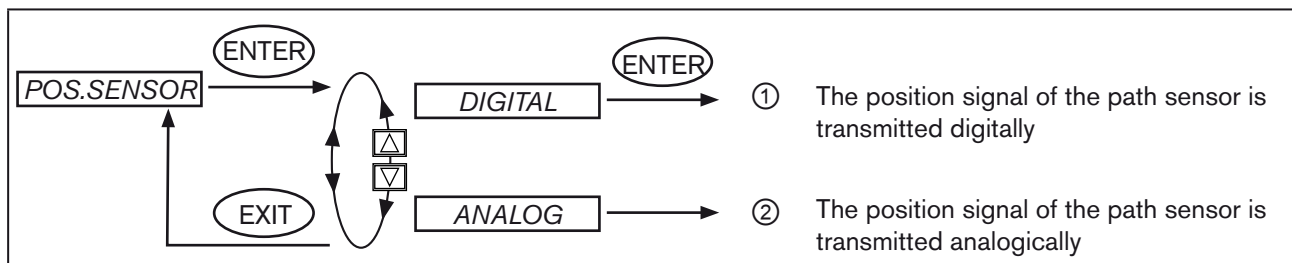 POS.SENSOR
ENTER
EXIT
DIGITAL
ENTER
① The position signal of the path sensor is
transmitted digitally
ANALOG
② The position signal of the path sensor is
transmitted analogically